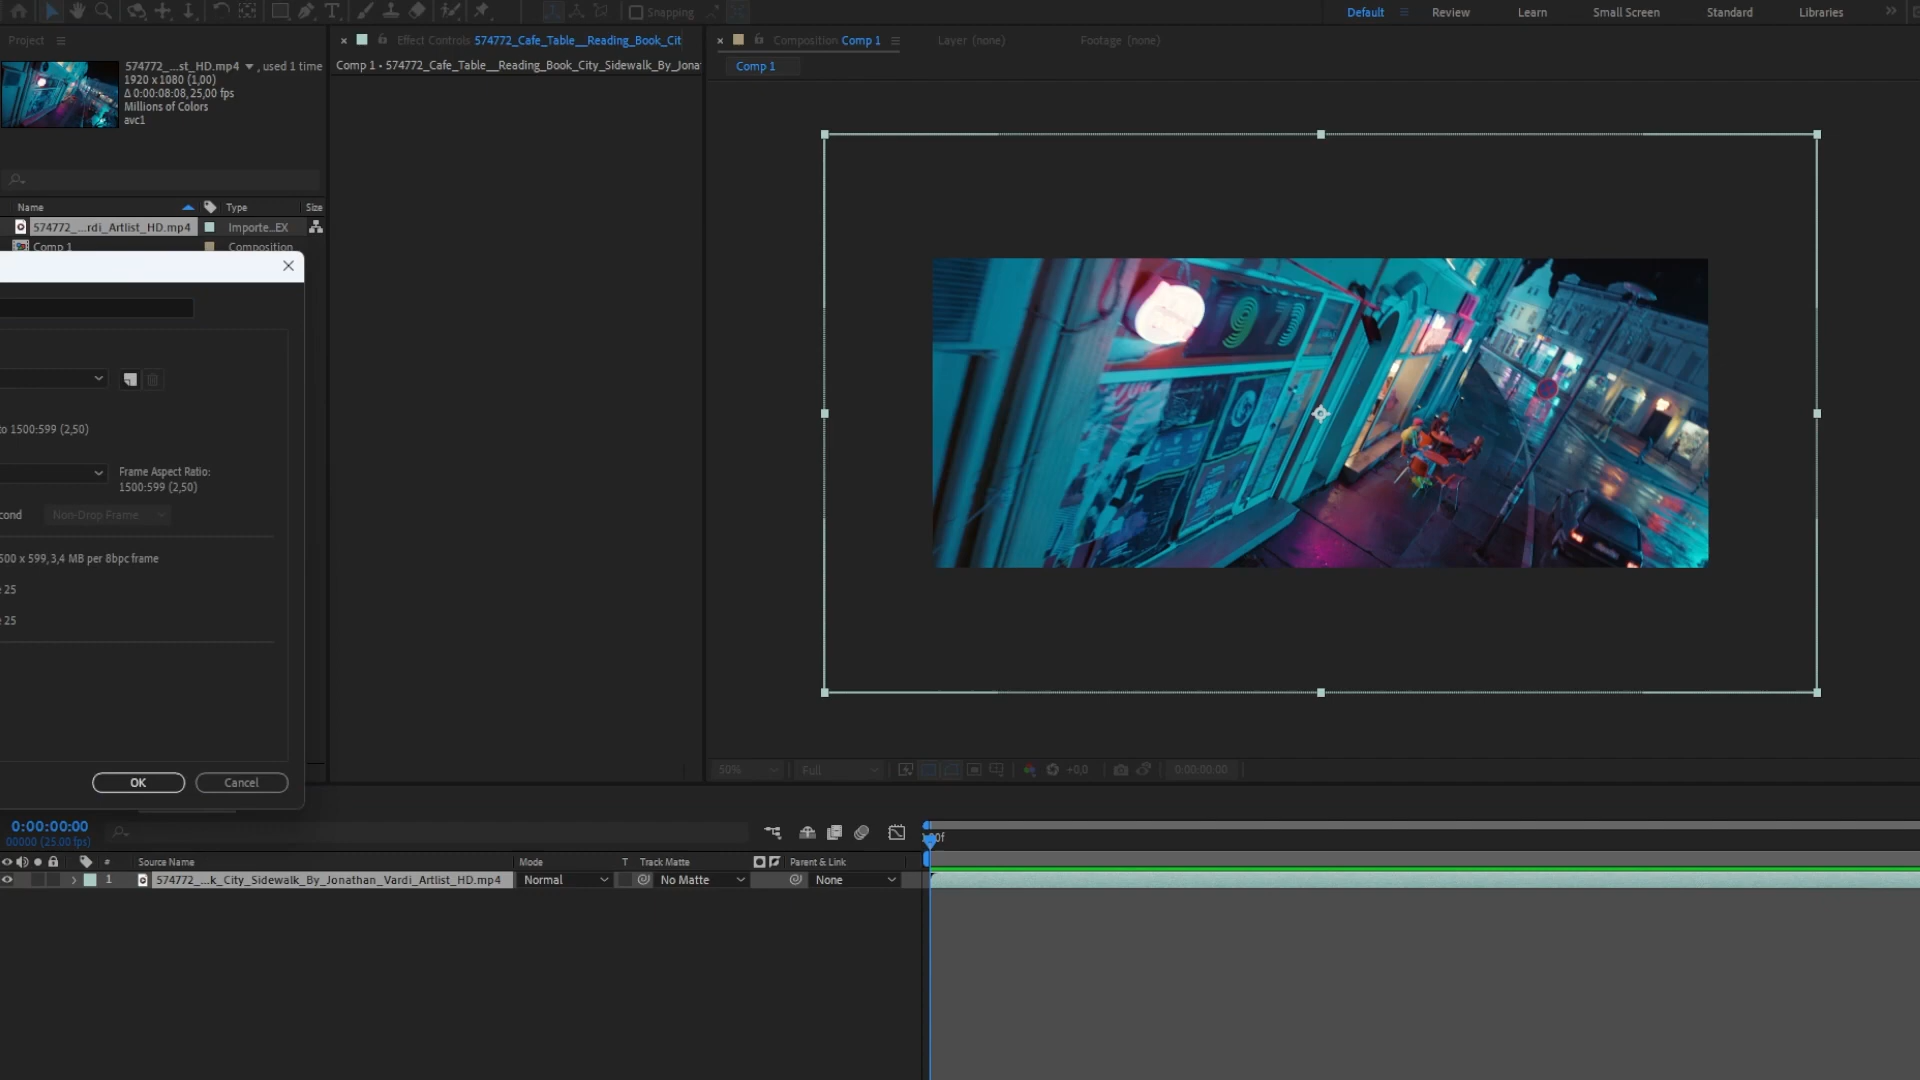 Snapping
Default
Review
Learn
Small Screen
Standard
Libraries
Project
Effect Controls 574772_Cafe_Table__Reading_Book_Cit
Composition Comp 1
Layer (none)
Footage (none)
574772_...st_HD.mp4 , used 1 time
1920 x 1080 (1,00)
Δ 0:00:08:08, 25,00 fps
Millions of Colors
avc1
Comp 1 • 574772_Cafe_Table__Reading_Book_City_Sidewalk_By_Jona
Comp 1
Name
Type
Size
574772_...rdi_Artlist_HD.mp4
Importe...EX
Comp 1
Composition
to 1500:599 (2,50)
Frame Aspect Ratio:
1500:599 (2,50)
cond
Non-Drop Frame
500 x 599, 3,4 MB per 8bpc frame
e 25
e 25
OK
Cancel
97
50%
Full
+0,0
0:00:00:00
0:00:00:00
00000 (25.00 fps)
#
Source Name
Mode
T
Track Matte
Parent & Link
1
574772_...k_City_Sidewalk_By_Jonathan_Vardi_Artlist_HD.mp4
Normal
No Matte
None